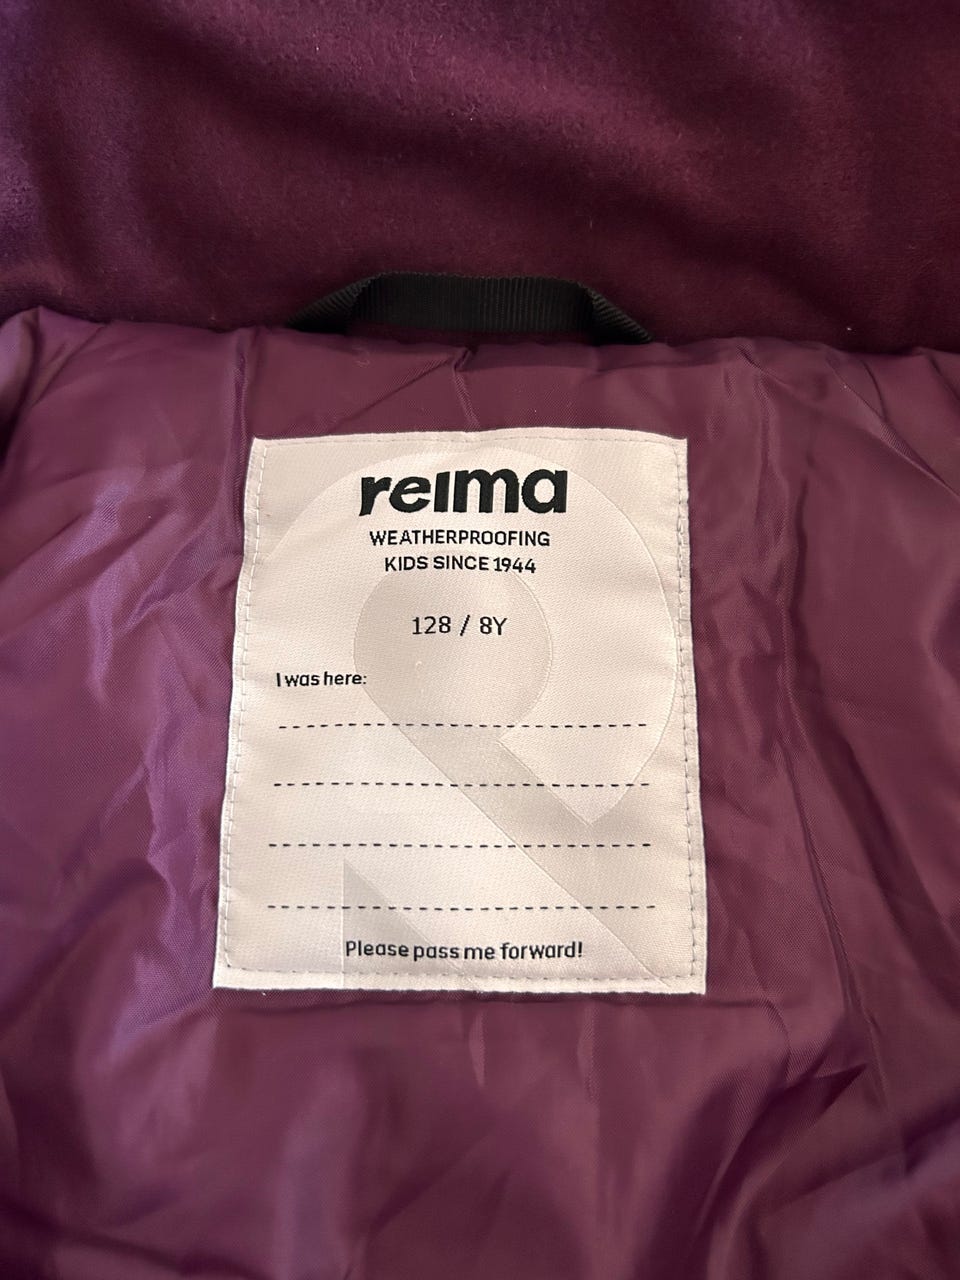 reima
WEATHERPROOFING
KIDS SINCE 1944
128 / 8Y
I was here:
Please pass me forward!